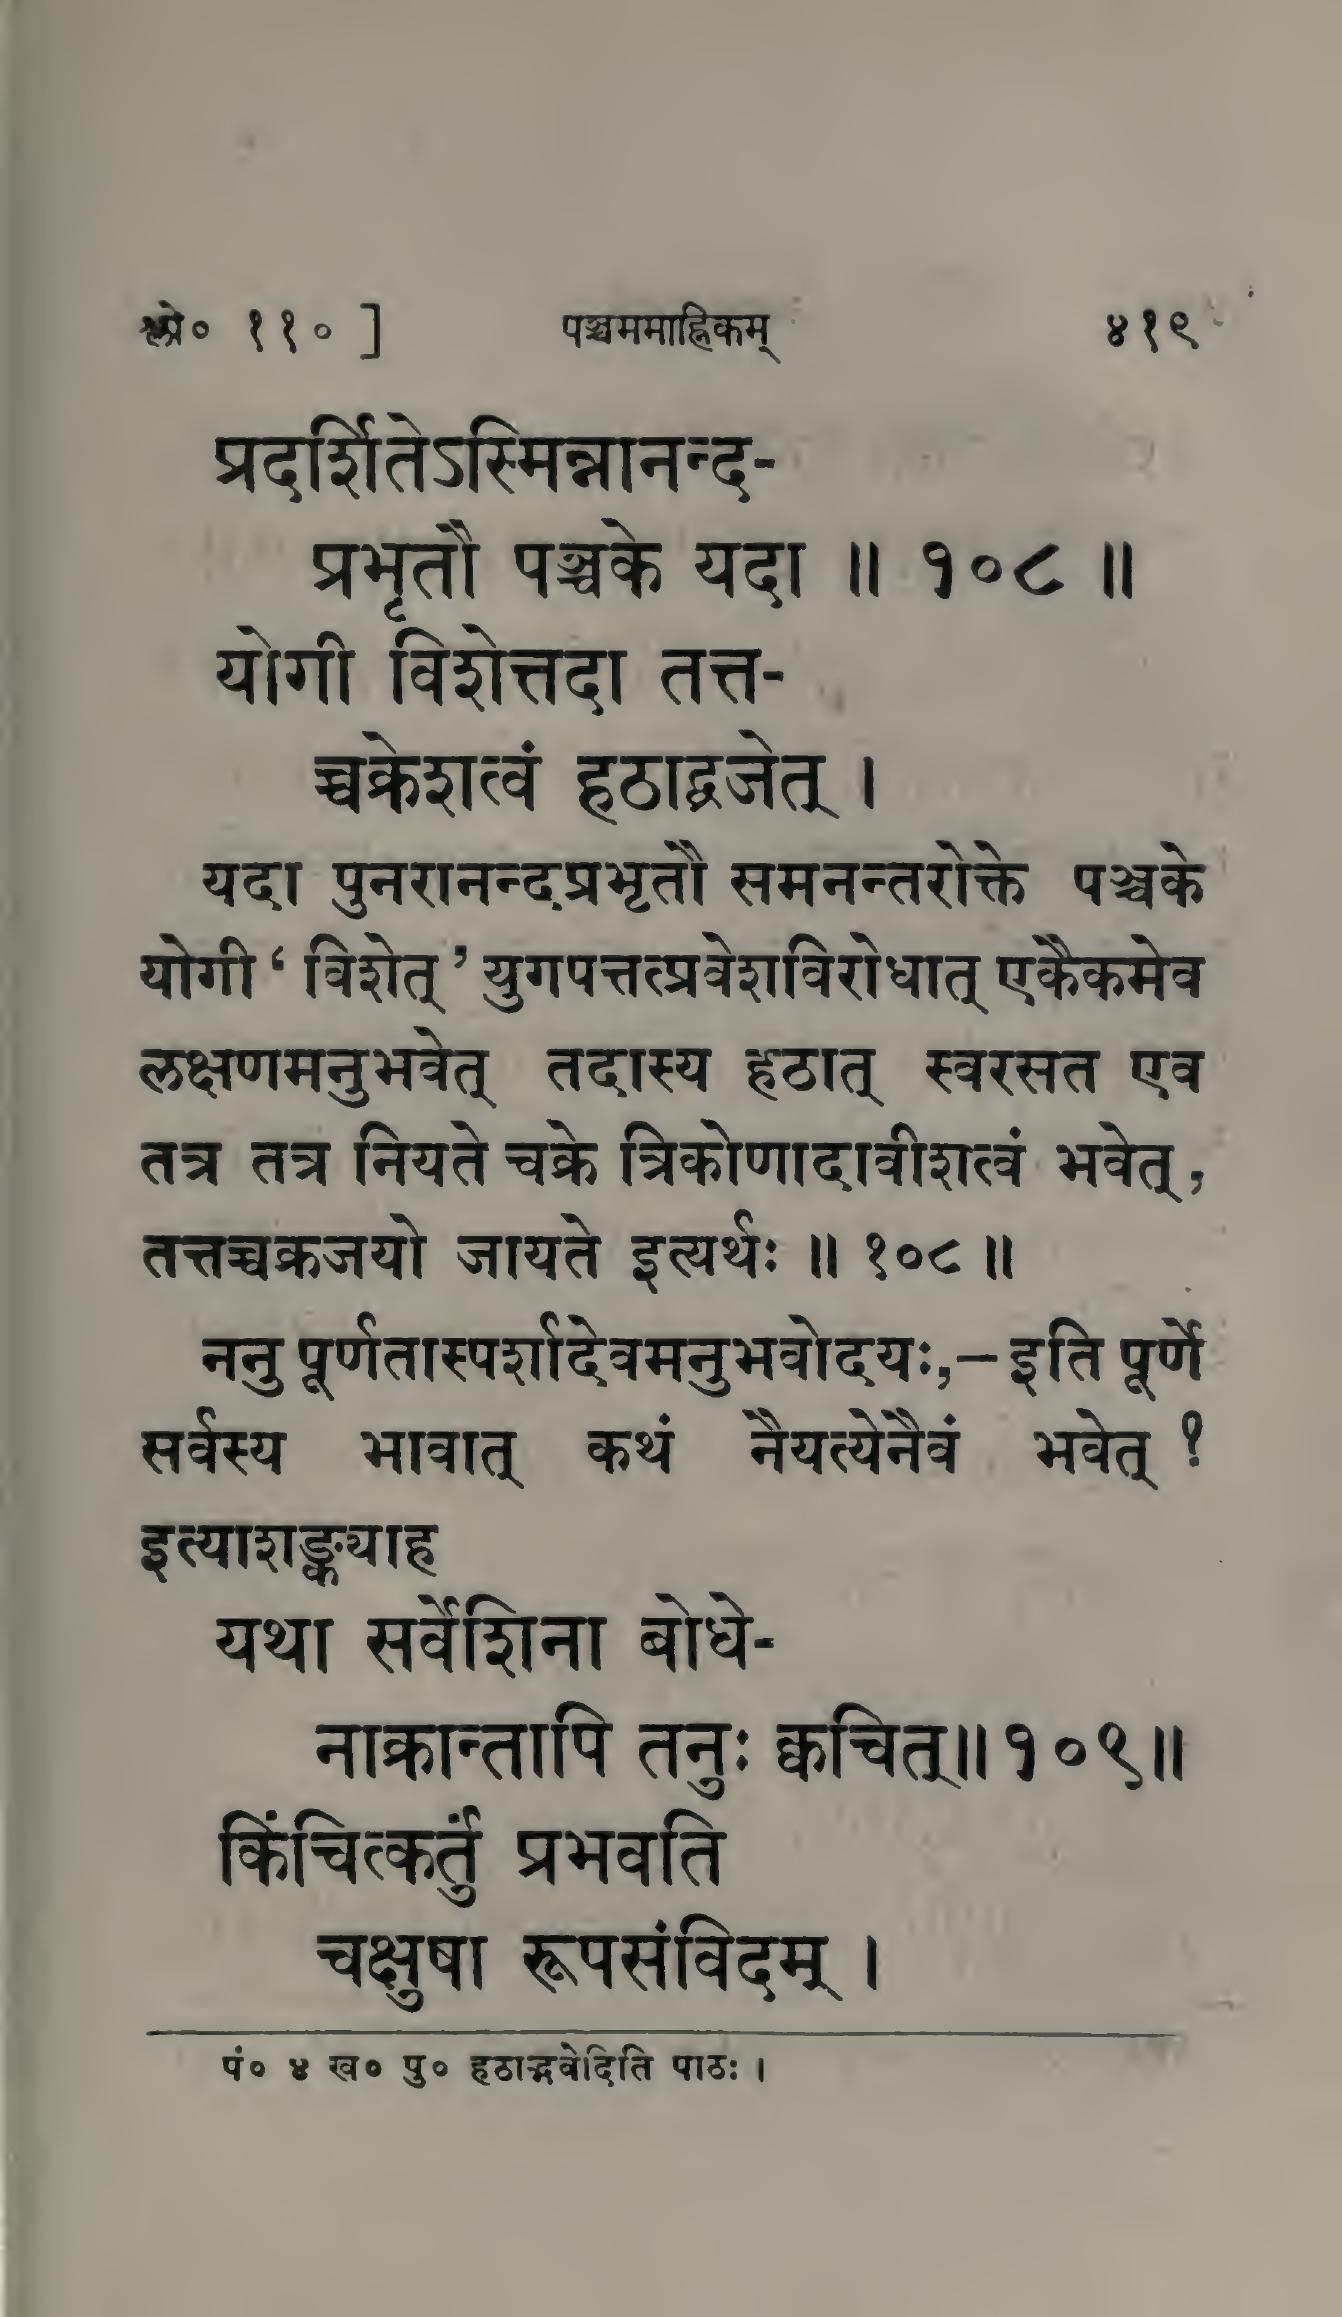 श्लो० ११० ] पञ्चममाह्निकम् ४१९
प्रदर्शितेऽस्मिन्नानन्द-
प्रभृतौ पञ्चके यदा ॥ १०८ ॥
योगी विशेत्तदा तत्त-
च्चक्रेशत्वं हठाद्व्रजेत् ।
यदा पुनरानन्दप्रभृतौ समनन्तरोक्ते पञ्चके
योगी ‘ विशेत् ’ युगपत्तत्प्रवेशविरोधात् एकैकमेव
लक्षणमनुभवेत् तदास्य हठात् स्वरसत एव
तत्र तत्र नियते चक्रे त्रिकोणादावीशत्वं भवेत्,
तत्तच्चक्रजयो जायते इत्यर्थः ॥ १०८ ॥
ननु पूर्णतास्पर्शादेवमनुभवोदयः,—इति पूर्णे
सर्वस्य भावात् कथं नैयत्येनैवं भवेत् ?
इत्याशङ्क्याह
यथा सर्वेशिना बोधे-
नाक्रान्तापि तनुः क्वचित् ॥ १०९ ॥
किंचित्कर्तुं प्रभवति
चक्षुषा रूपसंविदम् ।
पं० ४ ख० पु० हठाद्भवेदिति पाठः ।